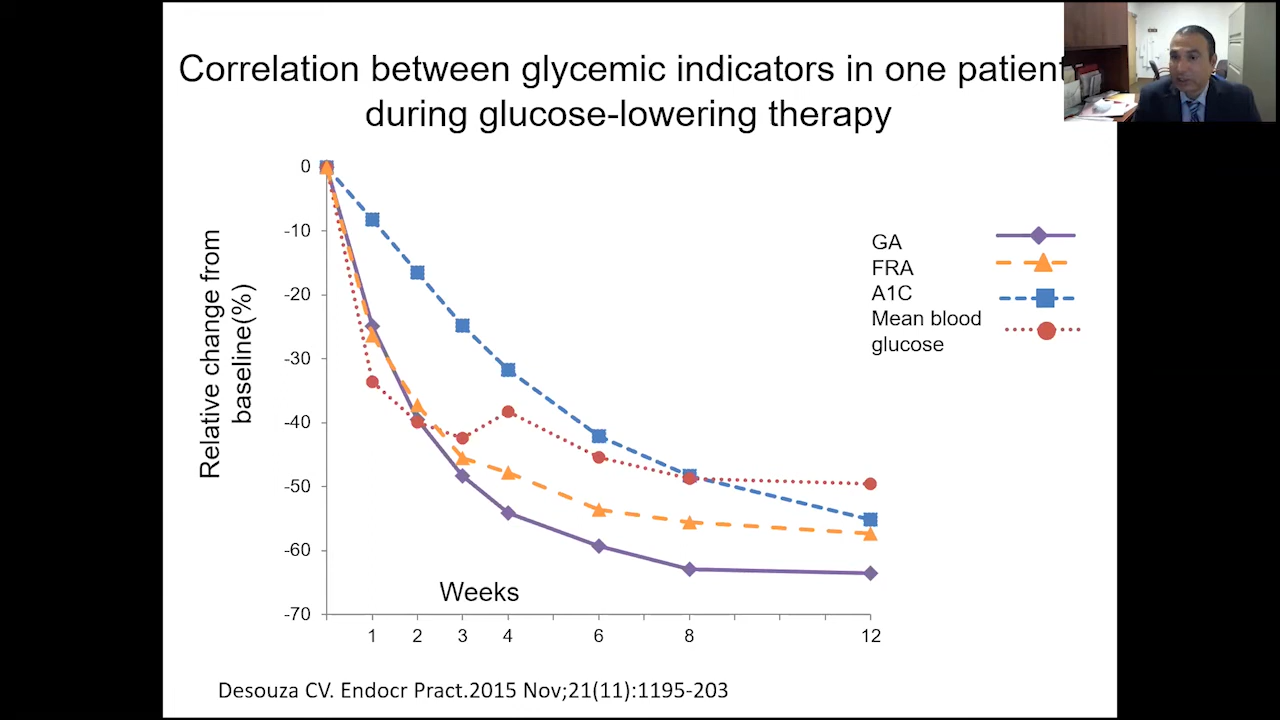 Correlation between glycemic indicators in one patient
during glucose-lowering therapy
0
-10
-20
-30
-40
-50
-60
-70
Relative change from
baseline(%)
GA
FRA
A1C
Mean blood
glucose
Weeks
1 2 3 4 6 8 12
Desouza CV. Endocr Pract.2015 Nov;21(11):1195-203